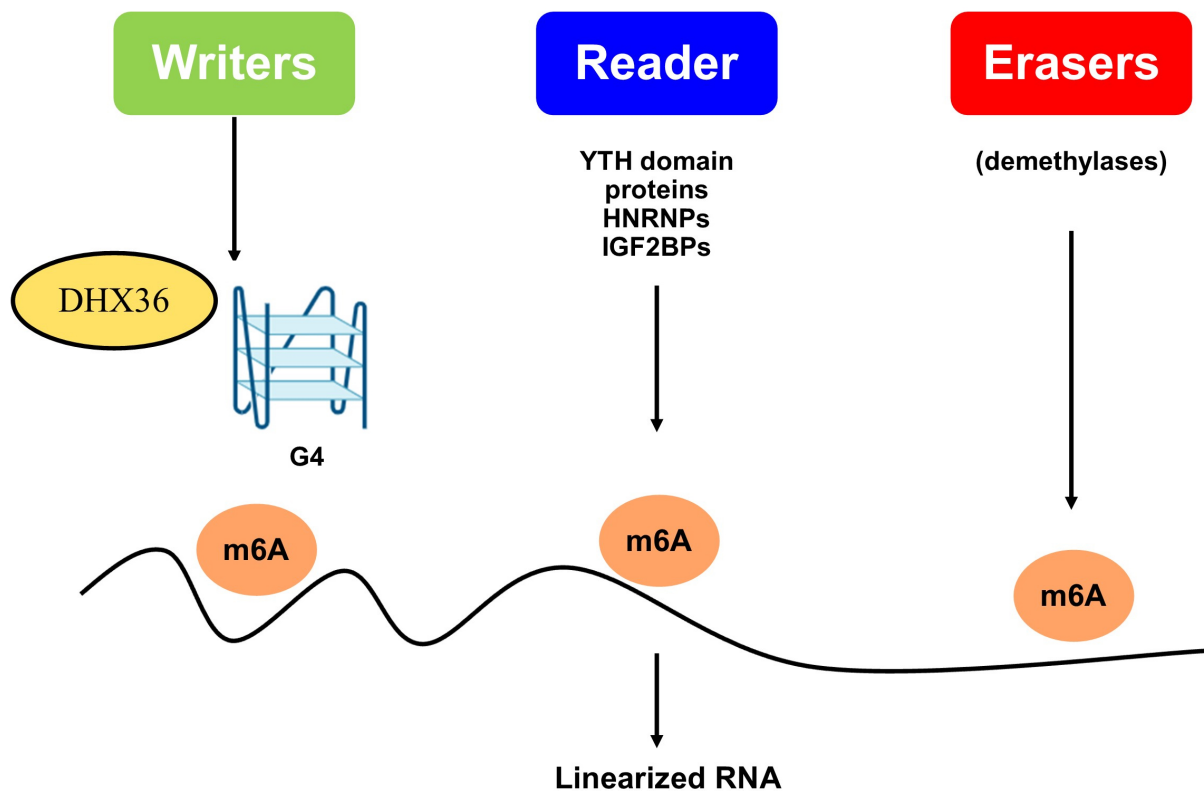 Writers
Reader
Erasers
YTH domain
proteins
HNRNPs
IGF2BPs
(demethylases)
DHX36
G4
m6A
m6A
m6A
Linearized RNA